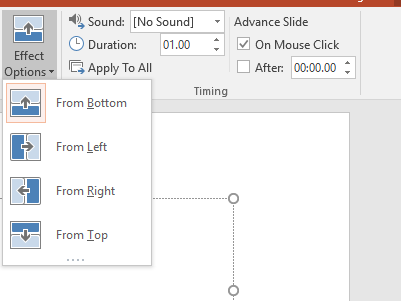 Effect
Options
Sound: [No Sound]
Duration: 01.00
Apply To All
Advance Slide
On Mouse Click
After: 00:00.00
Timing
From Bottom
From Left
From Right
From Top